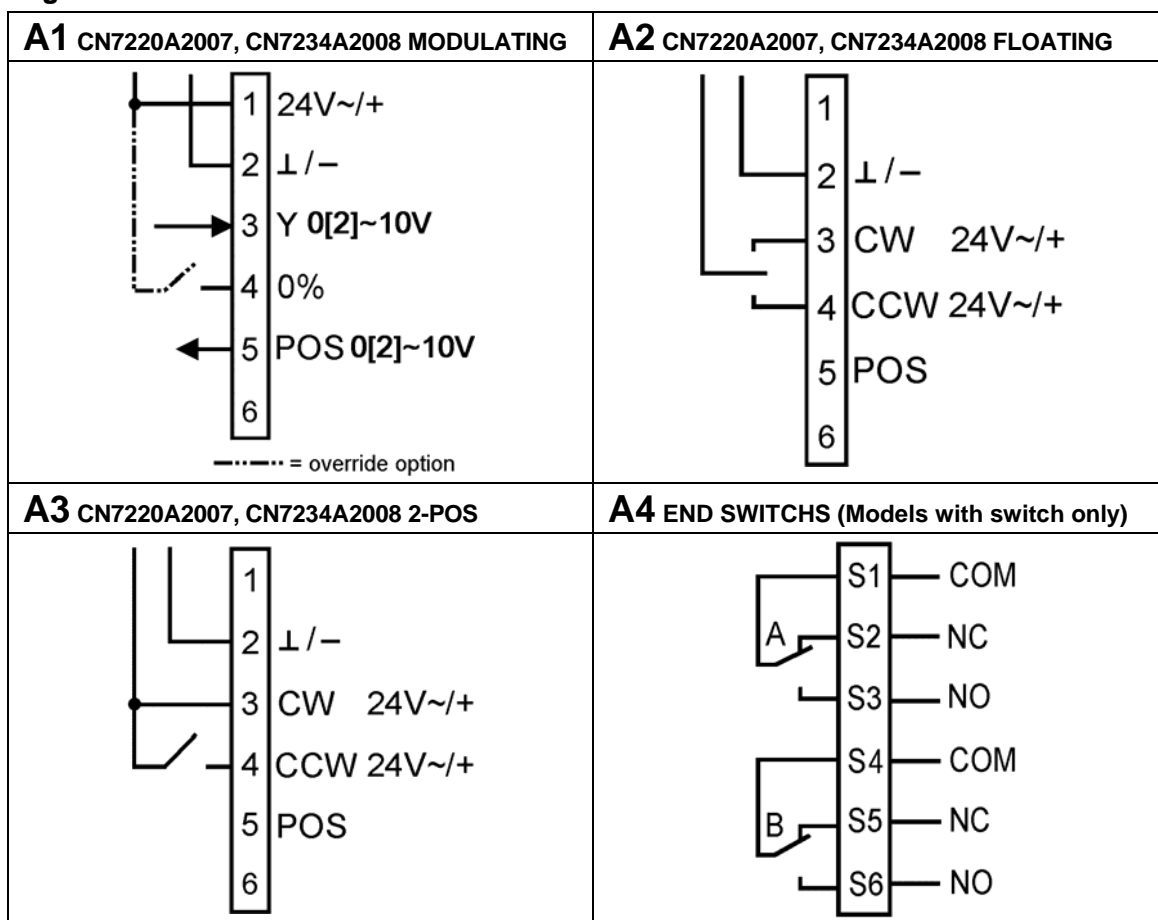 A1 CN7220A2007, CN7234A2008 MODULATING
1 24V~/+
2 ⊥/−
3 Y 0[2]~10V
4 0%
5 POS 0[2]~10V
6
= override option
A2 CN7220A2007, CN7234A2008 FLOATING
1
2 ⊥/−
3 CW 24V~/+
4 CCW 24V~/+
5 POS
6
A3 CN7220A2007, CN7234A2008 2-POS
1
2 ⊥/−
3 CW 24V~/+
4 CCW 24V~/+
5 POS
6
A4 END SWITCHS (Models with switch only)
S1 COM
A S2 NC
S3 NO
S4 COM
B S5 NC
S6 NO